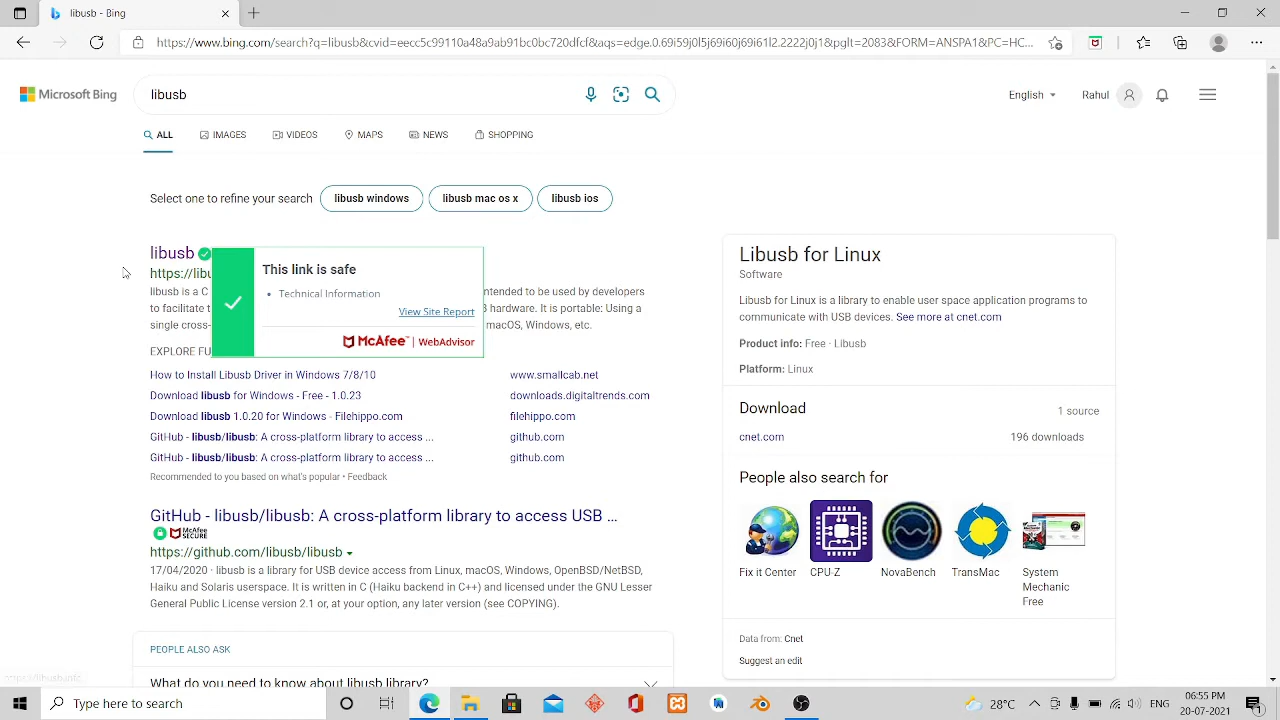 libusb - Bing
https://www.bing.com/search?q=libusb&cvid=eecc5c99110a48a9ab91bc0bc720dfcf&aqs=edge.0.69i59j0l5j69i60j69i61l2.2222j0j1&pglt=2083&FORM=ANSPA1&PC=HC...
Microsoft Bing
libusb
English
Rahul
ALL
IMAGES
VIDEOS
MAPS
NEWS
SHOPPING
Select one to refine your search
libusb windows
libusb mac os x
libusb ios
libusb
https://libu
libusb is a C
ntended to be used by developers
to facilitate t
hardware. It is portable: Using a
single cross-
macOS, Windows, etc.
EXPLORE FU
This link is safe
• Technical Information
View Site Report
McAfee™ | WebAdvisor
How to Install Libusb Driver in Windows 7/8/10 www.smallcab.net
Download libusb for Windows - Free - 1.0.23 downloads.digitaltrends.com
Download libusb 1.0.20 for Windows - Filehippo.com filehippo.com
GitHub - libusb/libusb: A cross-platform library to access ... github.com
GitHub - libusb/libusb: A cross-platform library to access ... github.com
Recommended to you based on what's popular • Feedback
GitHub - libusb/libusb: A cross-platform library to access USB ...
McAfee SECURE
https://github.com/libusb/libusb
17/04/2020 · libusb is a library for USB device access from Linux, macOS, Windows, OpenBSD/NetBSD,
Haiku and Solaris userspace. It is written in C (Haiku backend in C++) and licensed under the GNU Lesser
General Public License version 2.1 or, at your option, any later version (see COPYING).
PEOPLE ALSO ASK
What do you need to know about libusb library?
Libusb for Linux
Software
Libusb for Linux is a library to enable user space application programs to
communicate with USB devices. See more at cnet.com
Product info: Free · Libusb
Platform: Linux
Download
1 source
cnet.com
196 downloads
People also search for
Fix it Center
CPU-Z
NovaBench
TransMac
System
Mechanic
Free
Data from: Cnet
Suggest an edit
Type here to search
28°C
06:55 PM
20-07-2021
1